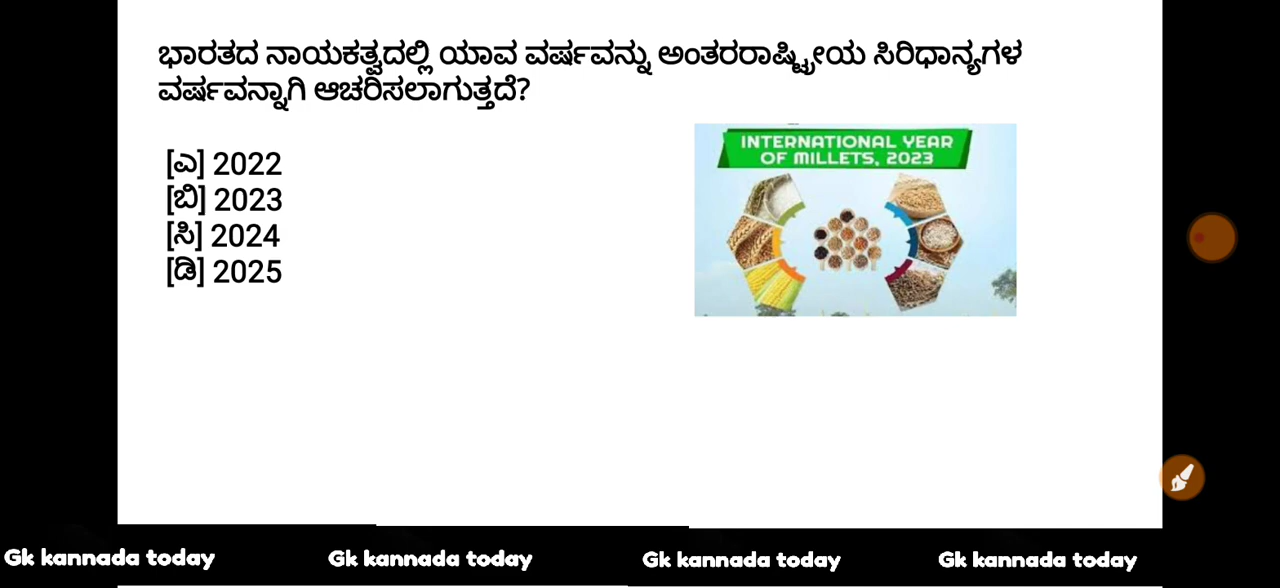 ಭಾರತದ ನಾಯಕತ್ವದಲ್ಲಿ ಯಾವ ವರ್ಷವನ್ನು ಅಂತರರಾಷ್ಟ್ರೀಯ ಸಿರಿಧಾನ್ಯಗಳ
ವರ್ಷವನ್ನಾಗಿ ಆಚರಿಸಲಾಗುತ್ತದೆ?
[ಎ] 2022
[ಬಿ] 2023
[ಸಿ] 2024
[ಡಿ] 2025
INTERNATIONAL YEAR
OF MILLETS, 2023
Gk kannada today Gk kannada today Gk kannada today Gk kannada today